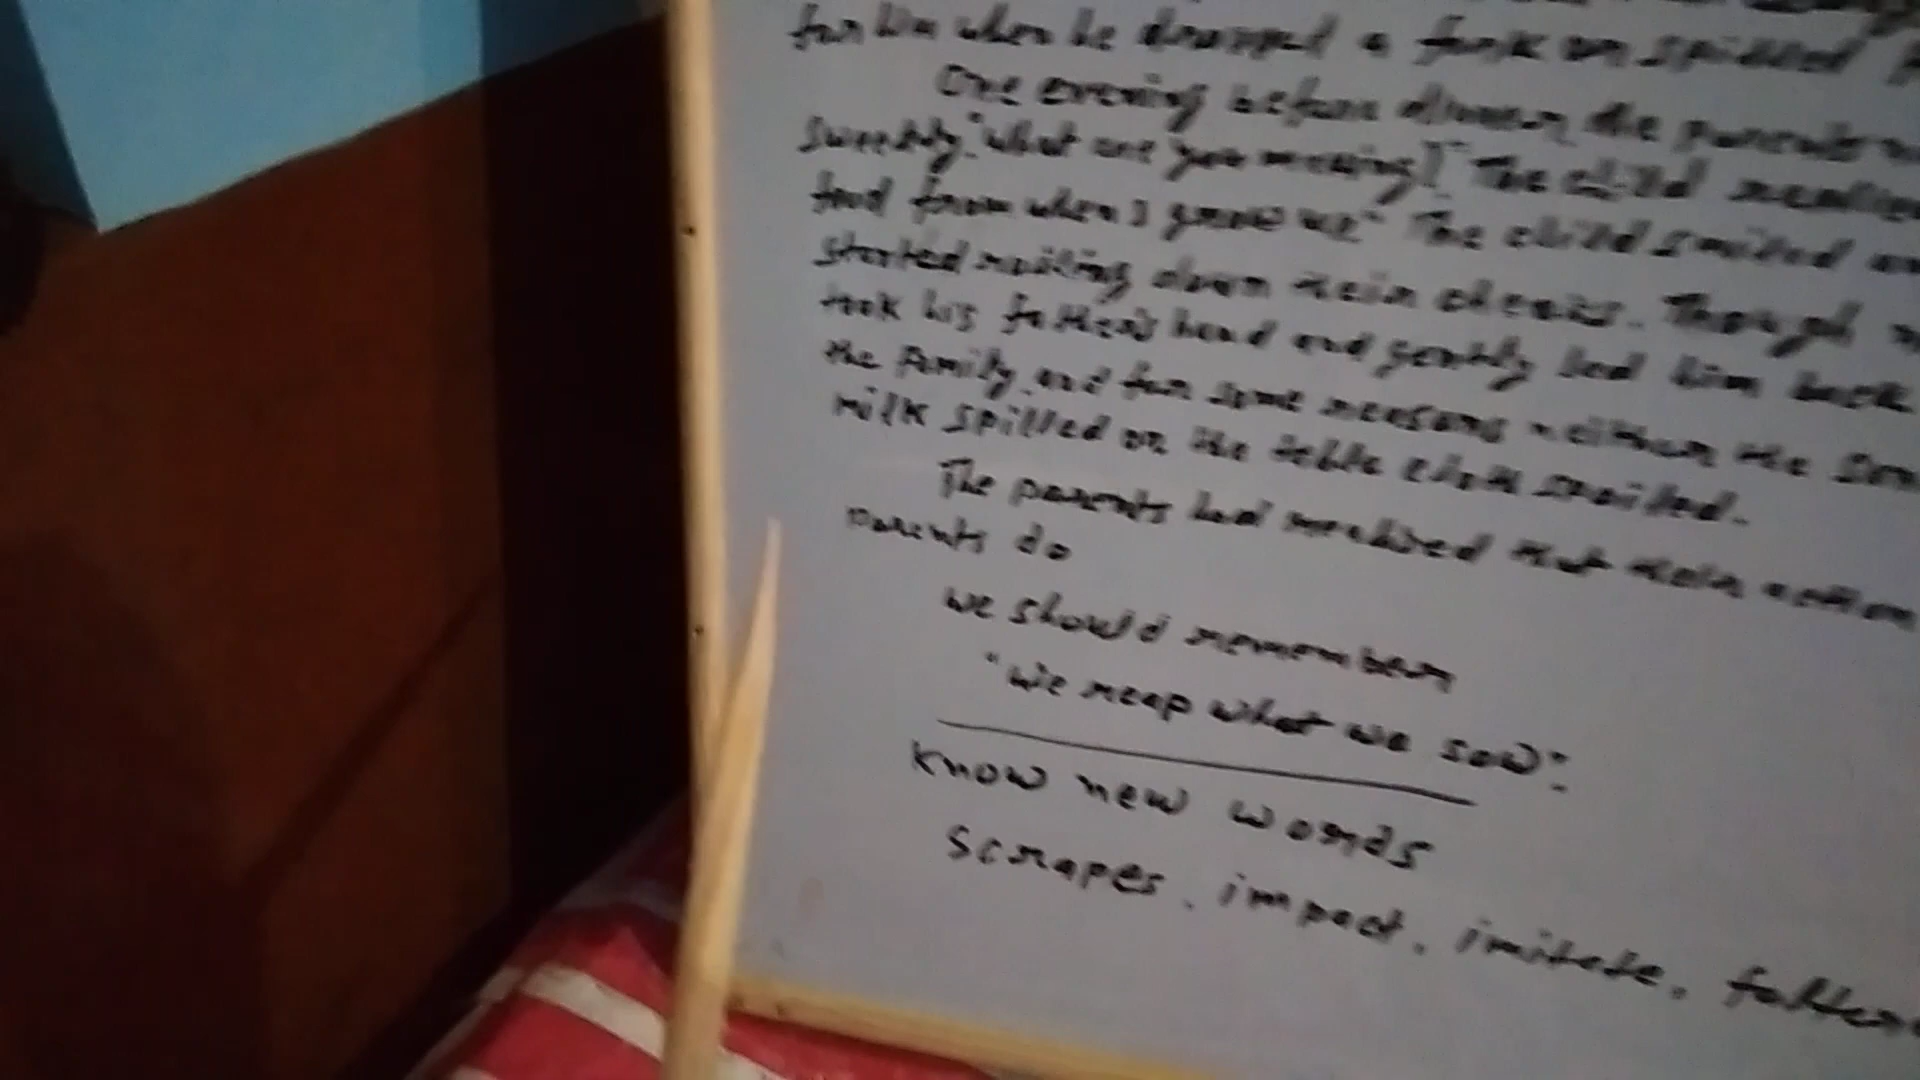 for him when he dropped a fork or spilled
One evening before dinner, the parents
sweetly, "what are you making?" The child replied
food from when I grow up" The child smiled
started rolling down their cheeks. Though
took his father's hand and gently led him back
the family, and for some reasons neither the
milk spilled on the table cloth spoiled.
The parents had realized that their action
parents do
we should remember
"We reap what we sow".
Know new words
Scrapes, impact, imitate,